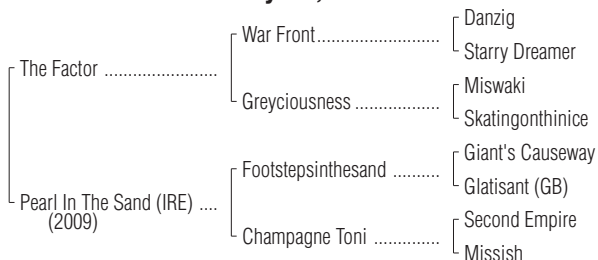 Danzig
War Front........................
Starry Dreamer
The Factor ......................
Miswaki
Greyciousness .................
Skatingonthinice
Giant's Causeway
Footstepsinthesand .........
Glatisant (GB)
Pearl In The Sand (IRE) ....
(2009)
Second Empire
Champagne Toni .............
Missish